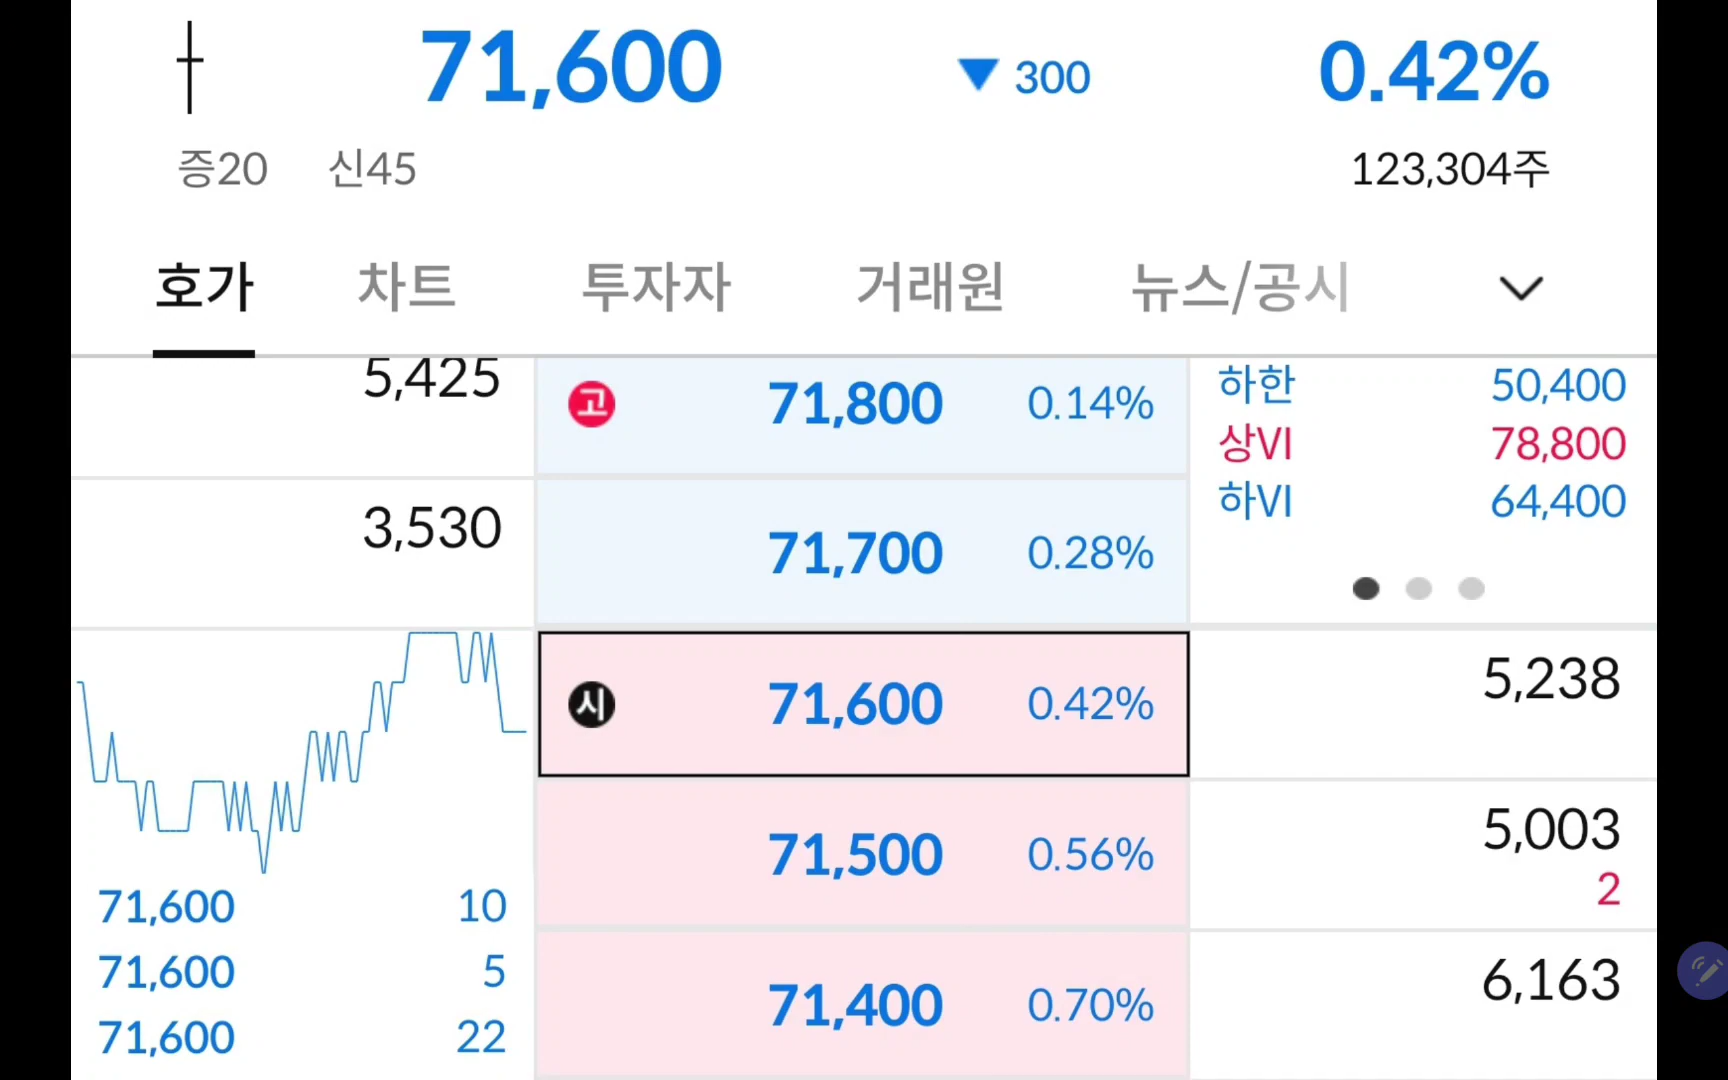 71,600 ▼ 300 0.42%
증20 신45 123,304주
호가 차트 투자자 거래원 뉴스/공시
5,425 고 71,800 0.14% 하한 50,400
상VI 78,800
하VI 64,400
3,530 71,700 0.28%
시 71,600 0.42% 5,238
71,500 0.56% 5,003
2
71,600 10
71,600 5
71,400 0.70% 6,163
71,600 22